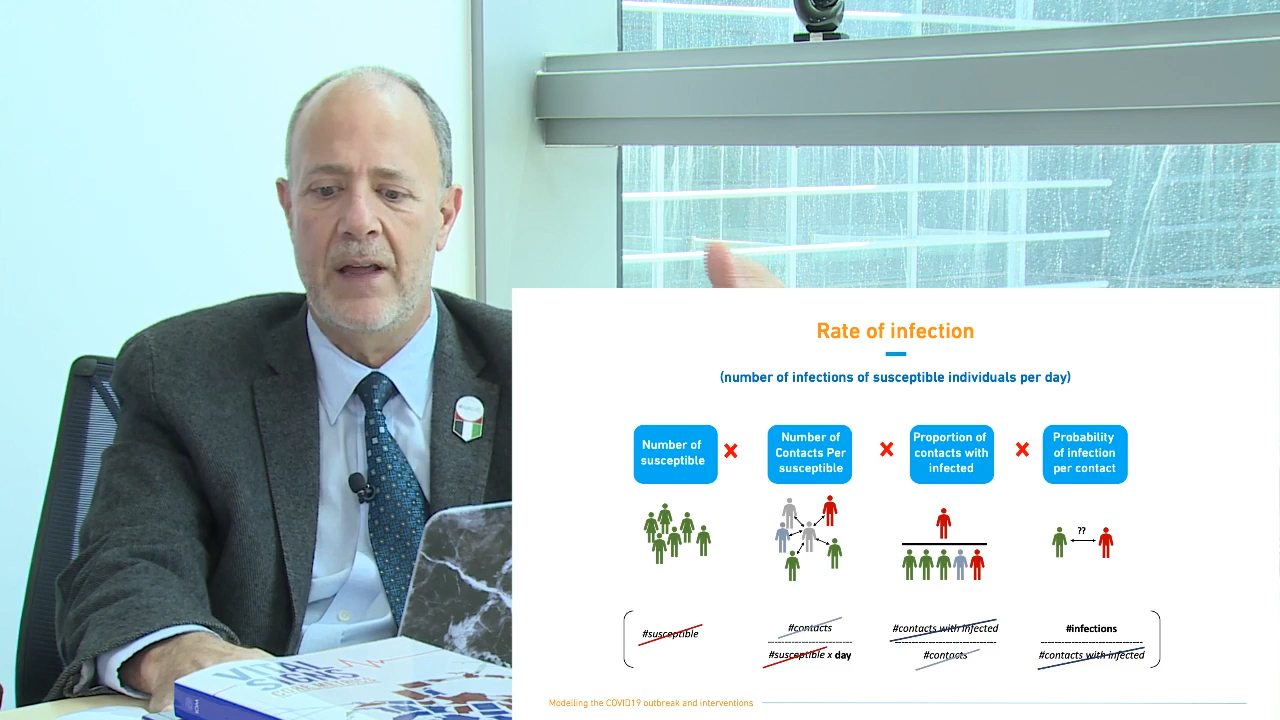 Rate of infection
(number of infections of susceptible individuals per day)
Number of
susceptible
Number of
Contacts Per
susceptible
Proportion of
contacts with
infected
Probability
of infection
per contact
??
#susceptible
#contacts
#susceptible x day
#contacts with infected
#contacts
#infections
#contacts with infected
VITAL
SIGNS
Modelling the COVID19 outbreak and interventions